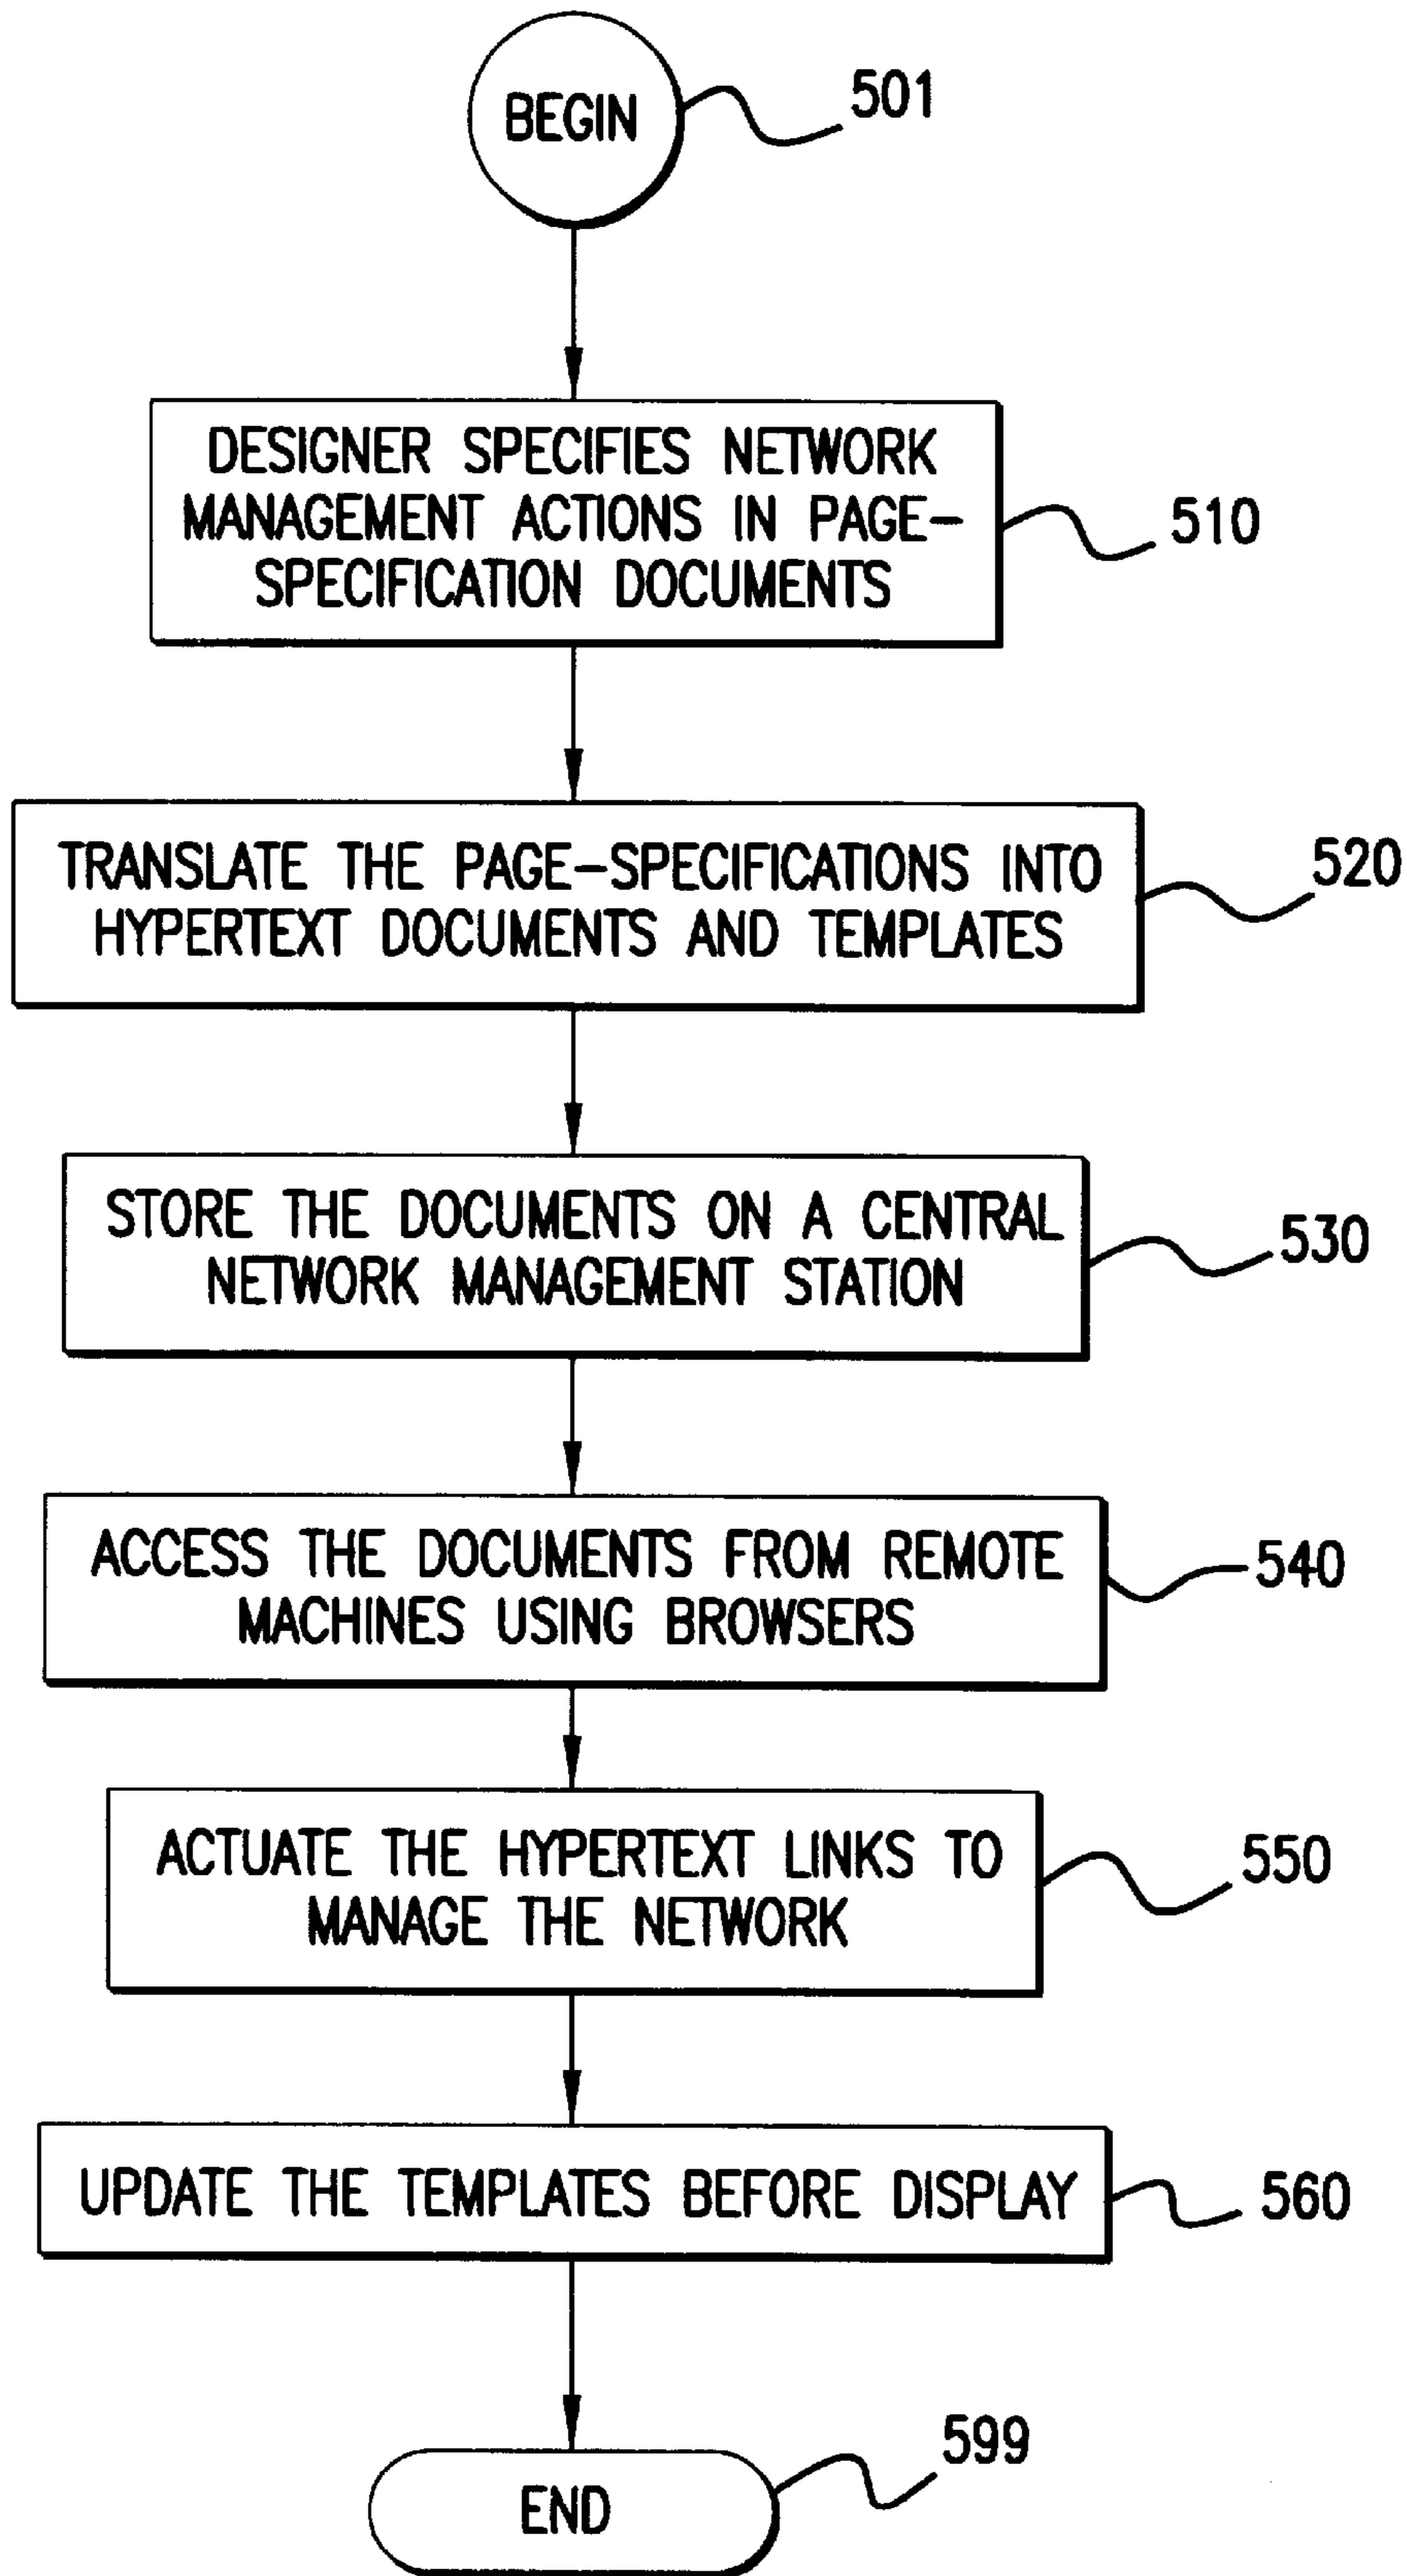 BEGIN
501
DESIGNER SPECIFIES NETWORK
MANAGEMENT ACTIONS IN PAGE-
SPECIFICATION DOCUMENTS
510
TRANSLATE THE PAGE-SPECIFICATIONS INTO
HYPERTEXT DOCUMENTS AND TEMPLATES
520
STORE THE DOCUMENTS ON A CENTRAL
NETWORK MANAGEMENT STATION
530
ACCESS THE DOCUMENTS FROM REMOTE
MACHINES USING BROWSERS
540
ACTUATE THE HYPERTEXT LINKS TO
MANAGE THE NETWORK
550
UPDATE THE TEMPLATES BEFORE DISPLAY
560
END
599